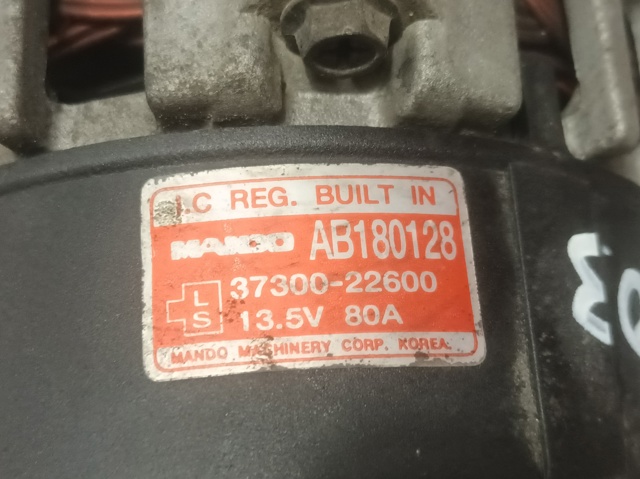 I.C REG. BUILT IN
MANDO AB180128
L 37300-22600
S 13.5V 80A
MANDO MACHINERY CORP. KOREA.